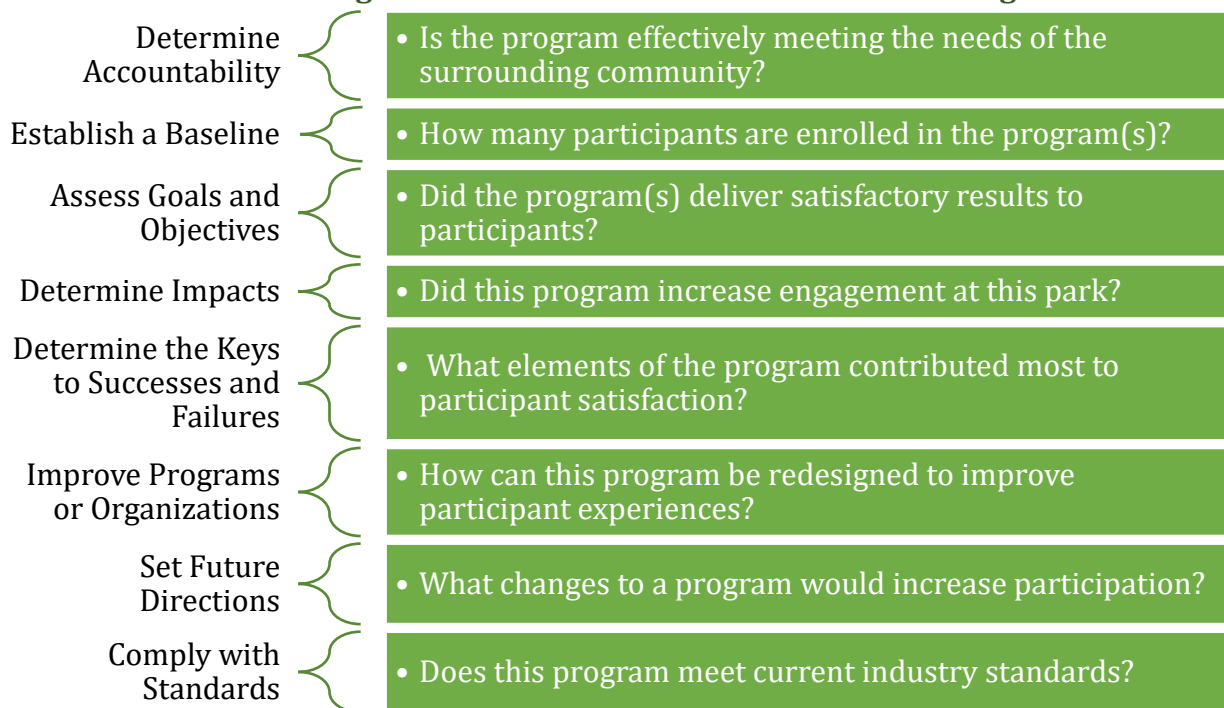 Determine
Accountability
• Is the program effectively meeting the needs of the
surrounding community?
Establish a Baseline
• How many participants are enrolled in the program(s)?
Assess Goals and
Objectives
• Did the program(s) deliver satisfactory results to
participants?
Determine Impacts
• Did this program increase engagement at this park?
Determine the Keys
to Successes and
Failures
• What elements of the program contributed most to
participant satisfaction?
Improve Programs
or Organizations
• How can this program be redesigned to improve
participant experiences?
Set Future
Directions
• What changes to a program would increase participation?
Comply with
Standards
• Does this program meet current industry standards?